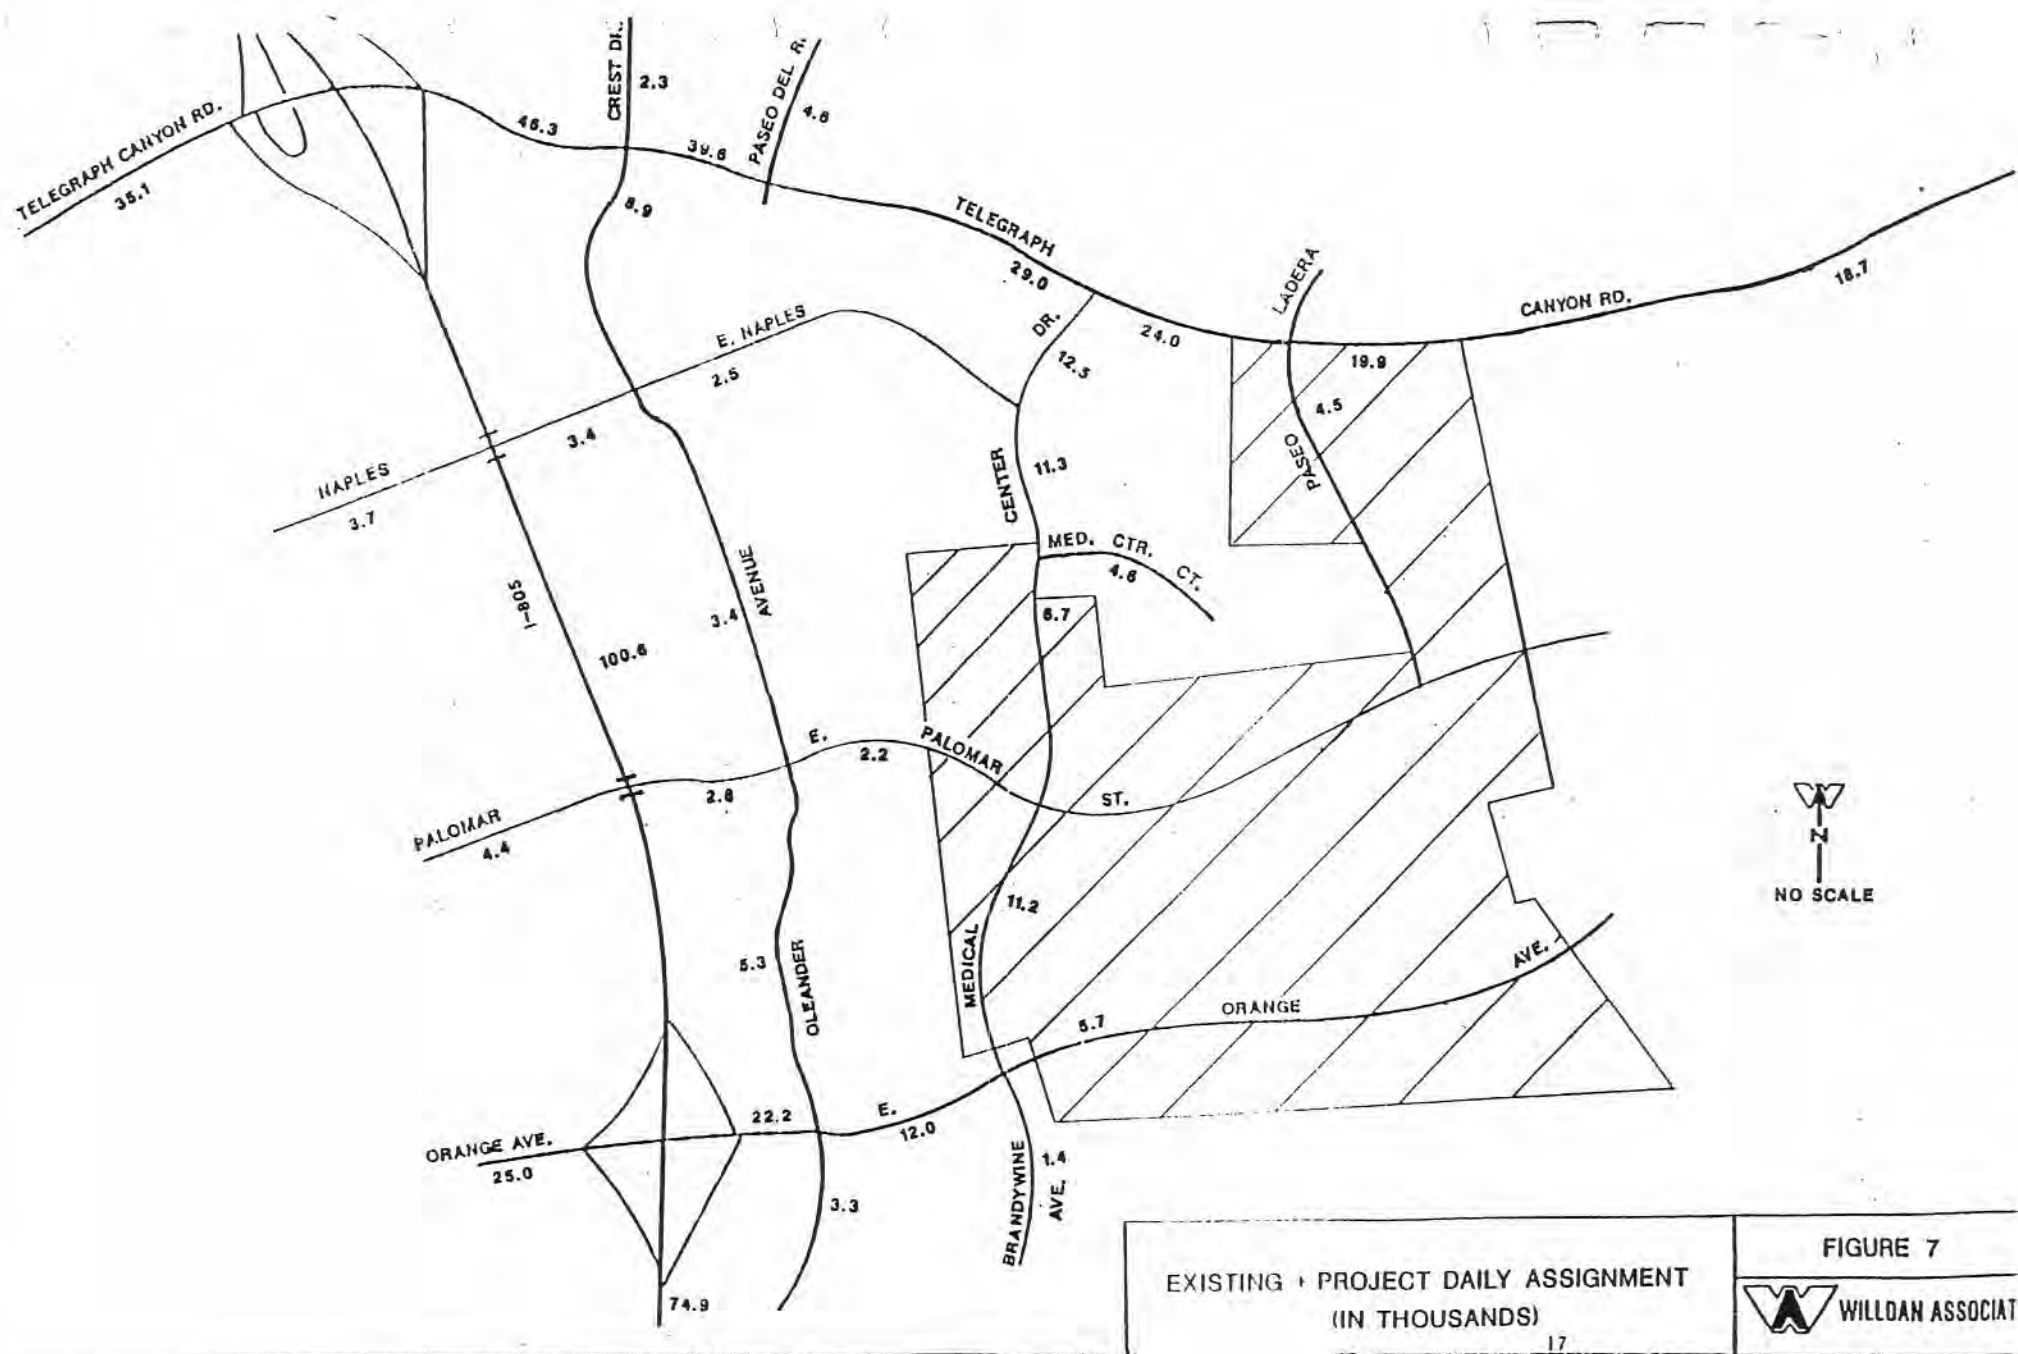 CREST DR.
2.3
PASEO DEL R.
4.6
TELEGRAPH CANYON RD.
35.1
46.3
39.6
8.9
TELEGRAPH
29.0
LADERA
CANYON RD.
18.7
DR.
12.3
24.0
19.9
4.5
PASEO
E. NAPLES
2.5
3.4
NAPLES
3.7
CENTER
11.3
MED. CTR. CT.
4.6
6.7
I-805
100.6
AVENUE
3.4
E.
2.2
PALOMAR
ST.
2.6
PALOMAR
4.4
N
NO SCALE
11.2
MEDICAL
5.3
OLEANDER
AVE.
ORANGE
5.7
22.2
E.
12.0
ORANGE AVE.
25.0
3.3
BRANDYWINE
AVE.
1.4
74.9
EXISTING + PROJECT DAILY ASSIGNMENT
(IN THOUSANDS)
17
FIGURE 7
WILLDAN ASSOCIAT